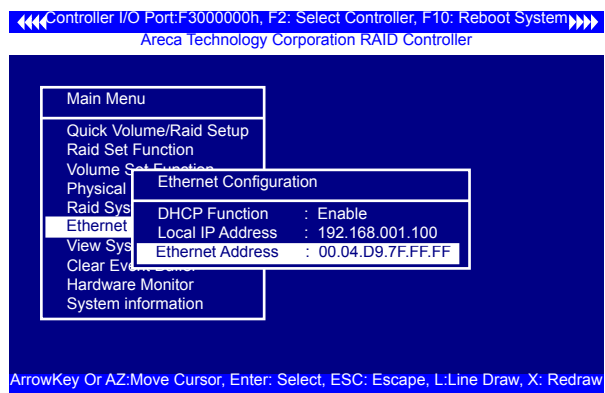 Controller I/O Port:F3000000h, F2: Select Controller, F10: Reboot System
Areca Technology Corporation RAID Controller
Main Menu
Quick Volume/Raid Setup
Raid Set Function
Volume Set Function
Physical
Raid Sys
Ethernet
View Sys
Clear Event Buffer
Hardware Monitor
System information
Ethernet Configuration
DHCP Function : Enable
Local IP Address : 192.168.001.100
Ethernet Address : 00.04.D9.7F.FF.FF
ArrowKey Or AZ:Move Cursor, Enter: Select, ESC: Escape, L:Line Draw, X: Redraw